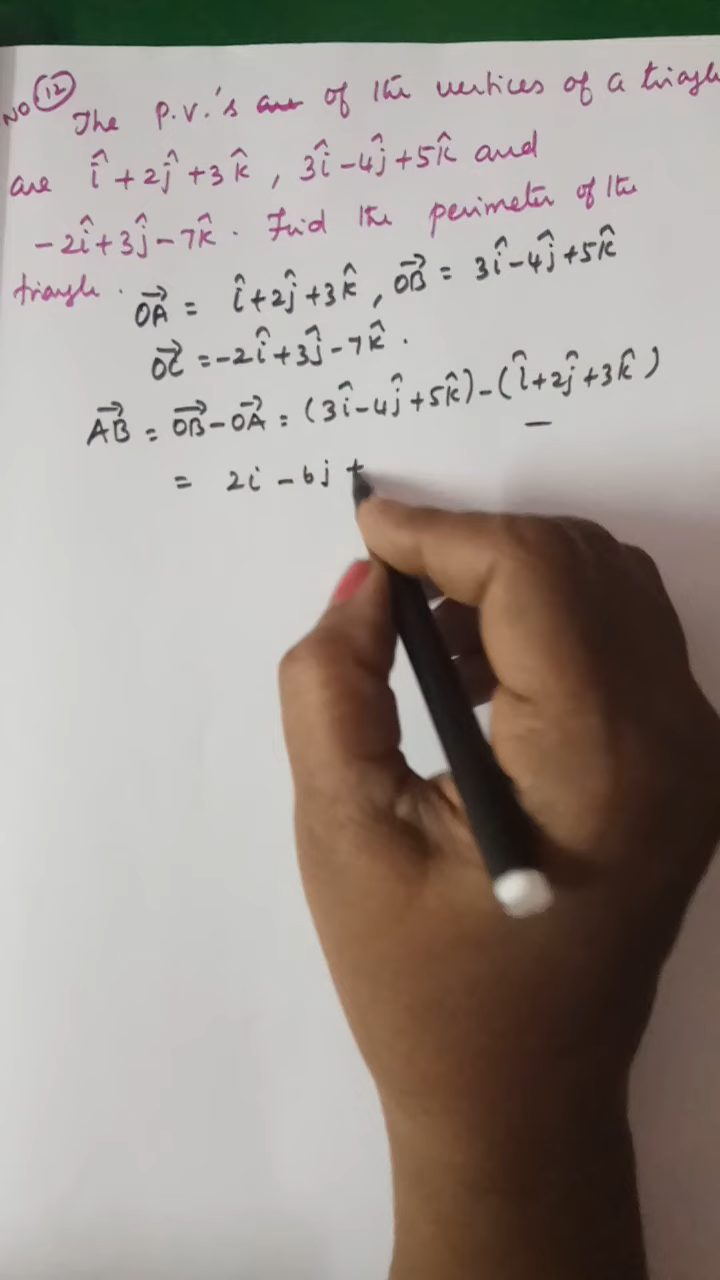 NO 12 The P.V.'s of the vertices of a triangle
are î + 2ĵ + 3k̂ , 3î - 4ĵ + 5k̂ and
- 2î + 3ĵ - 7k̂ . Find the perimeter of the
triangle .
OA⃗ = î + 2ĵ + 3k̂ , OB⃗ = 3î - 4ĵ + 5k̂
OC⃗ = -2î + 3ĵ - 7k̂ .
AB⃗ = OB⃗ - OA⃗ = (3î - 4ĵ + 5k̂) - (î + 2ĵ + 3k̂)
= 2i - 6j +